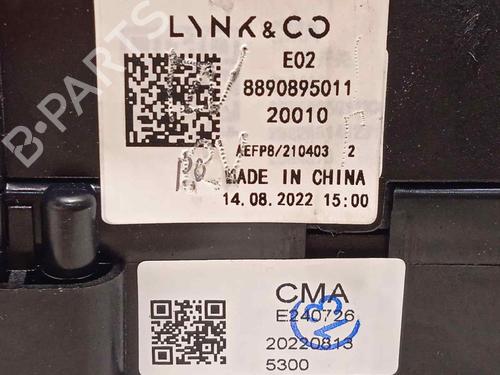 LYNK&CO
E02
8890895011
20010
AEFP8/210403 2
MADE IN CHINA
14.08.2022 15:00
CMA
E240726
20220813
5300